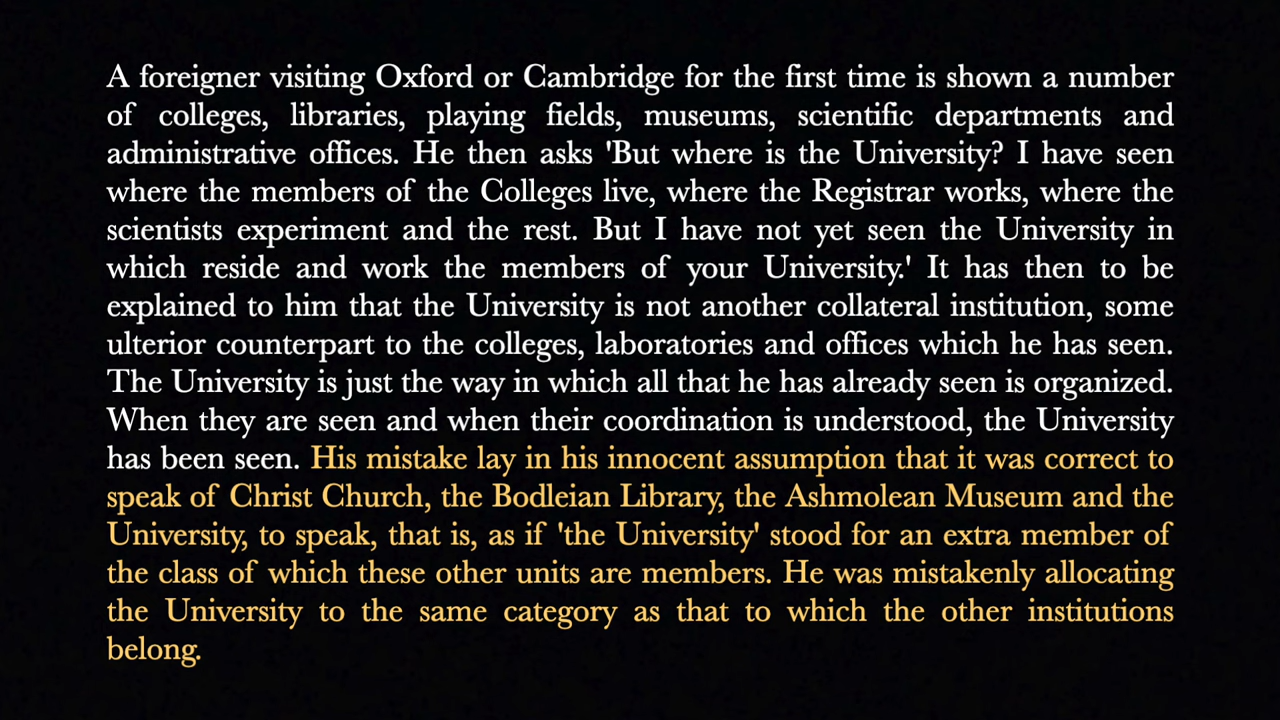 A foreigner visiting Oxford or Cambridge for the first time is shown a number
of colleges, libraries, playing fields, museums, scientific departments and
administrative offices. He then asks 'But where is the University? I have seen
where the members of the Colleges live, where the Registrar works, where the
scientists experiment and the rest. But I have not yet seen the University in
which reside and work the members of your University.' It has then to be
explained to him that the University is not another collateral institution, some
ulterior counterpart to the colleges, laboratories and offices which he has seen.
The University is just the way in which all that he has already seen is organized.
When they are seen and when their coordination is understood, the University
has been seen. His mistake lay in his innocent assumption that it was correct to
speak of Christ Church, the Bodleian Library, the Ashmolean Museum and the
University, to speak, that is, as if 'the University' stood for an extra member of
the class of which these other units are members. He was mistakenly allocating
the University to the same category as that to which the other institutions
belong.